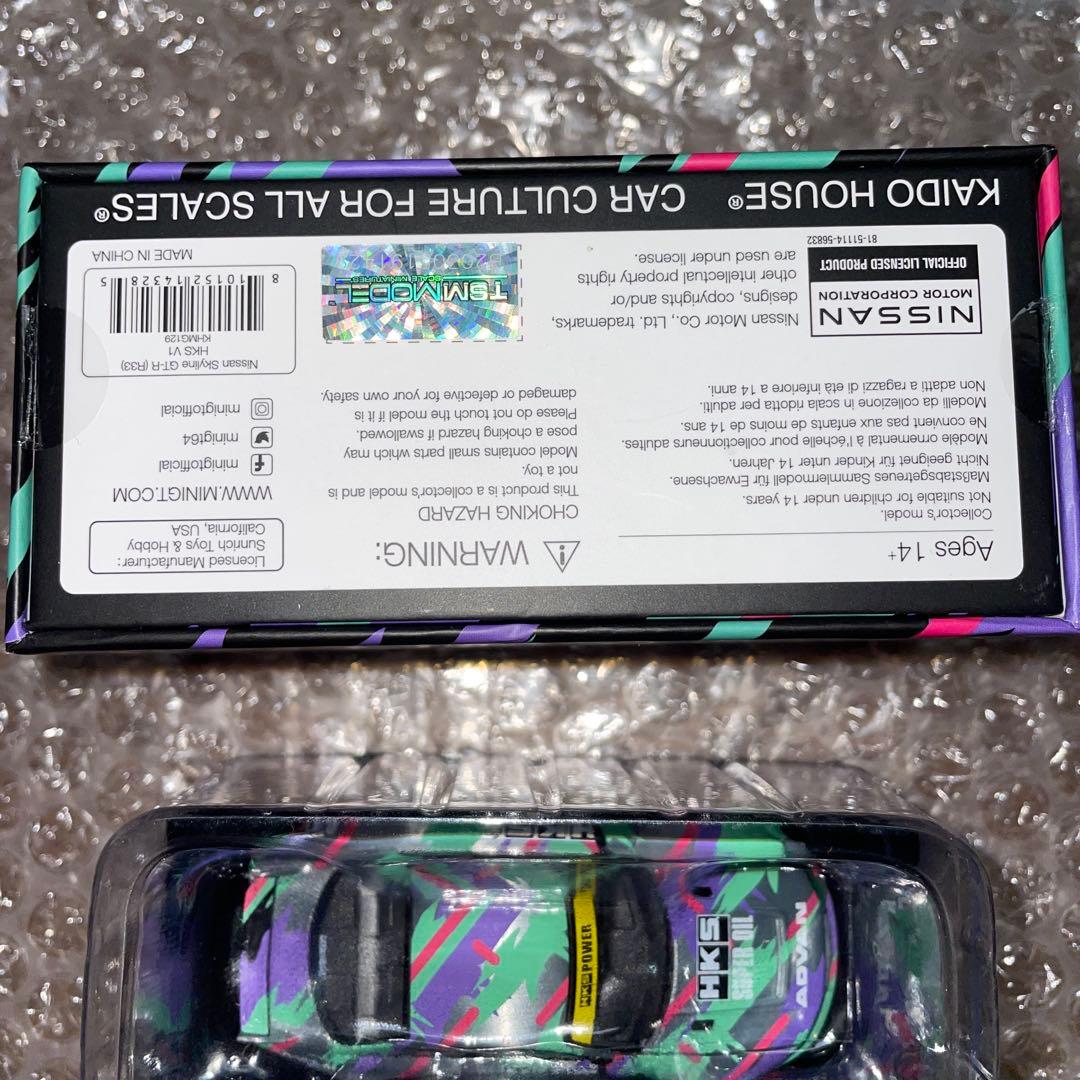 Ages 14+
Collector's model.
Not suitable for children under 14 years.
Maßstabsgetreues Sammlermodell für Erwachsene.
Nicht geeignet für Kinder unter 14 Jahren.
Modèle ornemental à l'échelle pour collectionneurs adultes.
Ne convient pas aux enfants de moins de 14 ans.
Modelli da collezione in scala ridotta per adulti.
Non adatti a ragazzi di età inferiore a 14 anni.
NISSAN
MOTOR CORPORATION
OFFICIAL LICENSED PRODUCT
81-51114-56832
Nissan Motor Co., Ltd. trademarks,
designs, copyrights and/or
other intellectual property rights
are used under license.
WARNING:
CHOKING HAZARD
This product is a collector's model and is
not a toy.
Model contains small parts which may
pose a choking hazard if swallowed.
Please do not touch the model if it is
damaged or defective for your own safety.
TSM MODEL
SCALE MINIATURES
Licensed Manufacturer:
Sunrich Toys & Hobby
California, USA
WWW.MINIGT.COM
minigtofficial
minigt64
minigtofficial
Nissan Skyline GT-R (R33)
HKS V1
KHMG129
8 10152 14328 5
MADE IN CHINA
KAIDO HOUSE® CAR CULTURE FOR ALL SCALES®
HKS POWER
HKS
SUPER OIL
ADVAN